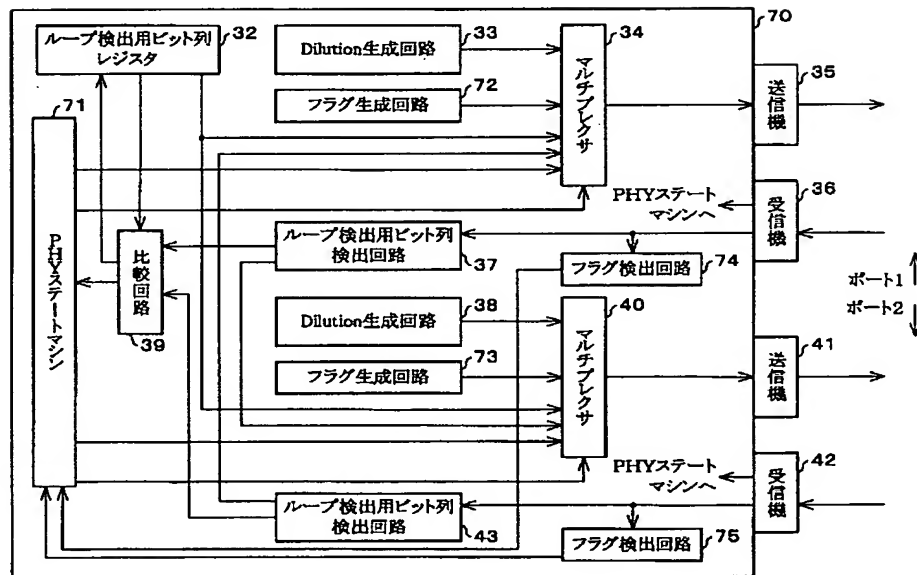 ループ検出用ビット列
レジスタ
32
Dilution生成回路
33
34
マルチプレクサ
70
フラグ生成回路
72
送信機
35
71
PHYステートマシン
PHYステート
マシンへ
受信機
36
比較回路
39
ループ検出用ビット列
検出回路
37
フラグ検出回路
74
ポート1
ポート2
Dilution生成回路
38
40
マルチプレクサ
フラグ生成回路
73
送信機
41
PHYステート
マシンへ
受信機
42
ループ検出用ビット列
検出回路
43
フラグ検出回路
75